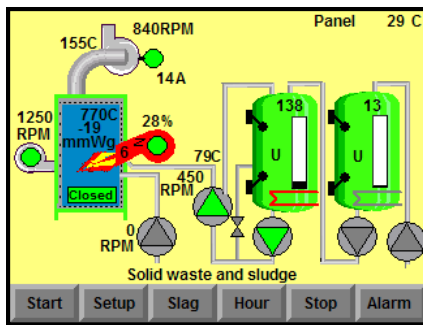 Panel 29 C
840RPM
155C
14A
1250
RPM
770C
-19
mmWg
28%
6
N
Closed
0
RPM
79C
450
RPM
138
U
13
U
Solid waste and sludge
Start
Setup
Slag
Hour
Stop
Alarm